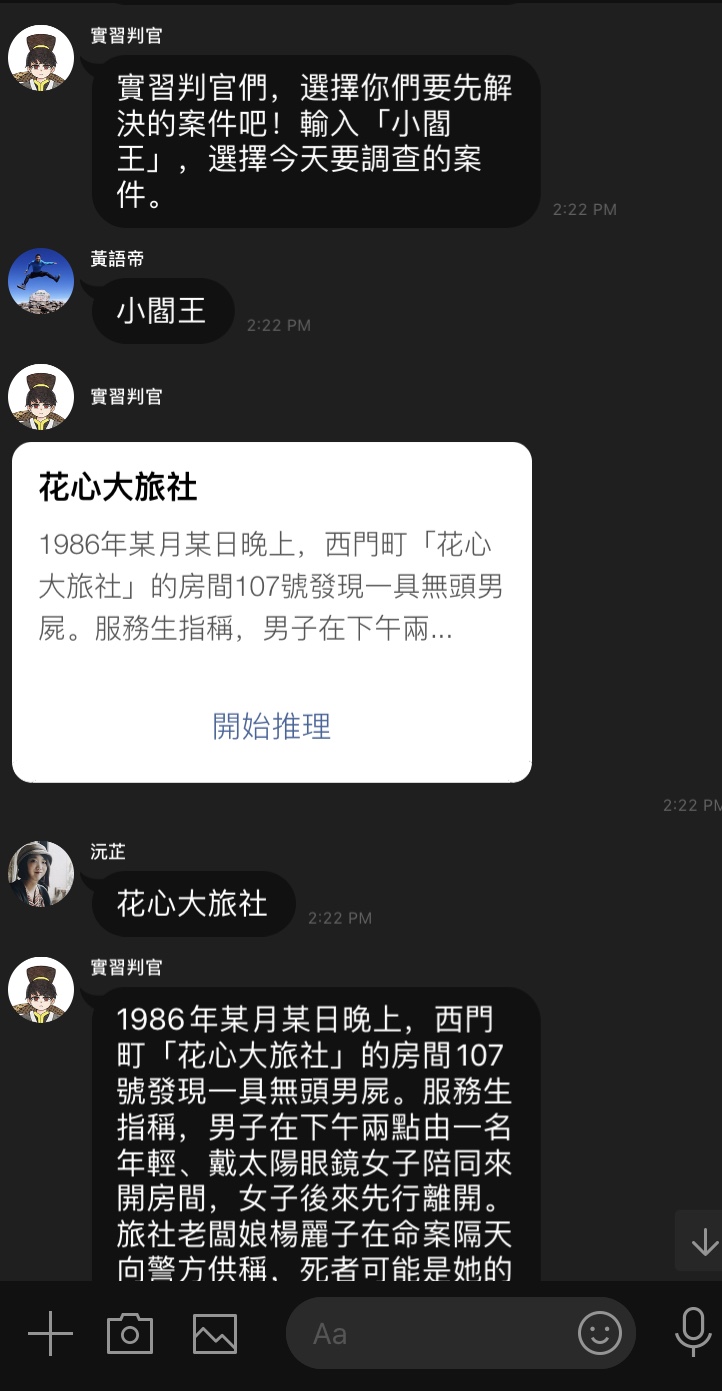 實習判官
實習判官們，選擇你們要先解
決的案件吧！輸入「小閻
王」，選擇今天要調查的案
件。
2:22 PM
黃語帝
小閻王
2:22 PM
實習判官
花心大旅社
1986年某月某日晚上，西門町「花心
大旅社」的房間107號發現一具無頭男
屍。服務生指稱，男子在下午兩...
開始推理
2:22 PM
沅芷
花心大旅社
2:22 PM
實習判官
1986年某月某日晚上，西門
町「花心大旅社」的房間107
號發現一具無頭男屍。服務生
指稱，男子在下午兩點由一名
年輕、戴太陽眼鏡女子陪同來
開房間，女子後來先行離開。
旅社老闆娘楊麗子在命案隔天
向警方供稱，死者可能是她的
Aa